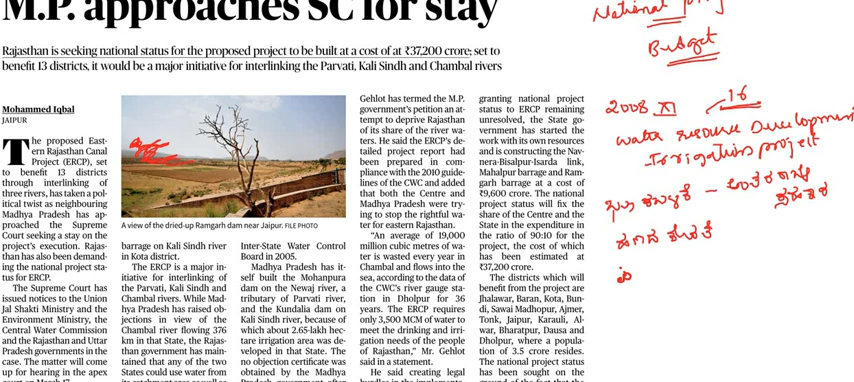 M.P. approaches SC for stay
Rajasthan is seeking national status for the proposed project to be built at a cost of at ₹37,200 crore; set to
benefit 13 districts, it would be a major initiative for interlinking the Parvati, Kali Sindh and Chambal rivers
Mohammed Iqbal
JAIPUR
The proposed East-
ern Rajasthan Canal
Project (ERCP), set
to benefit 13 districts
through interlinking of
three rivers, has taken a pol-
itical twist as neighbouring
Madhya Pradesh has ap-
proached the Supreme
Court seeking a stay on the
project's execution. Rajas-
than has also been demand-
ing the national project sta-
tus for ERCP.
The Supreme Court has
issued notices to the Union
Jal Shakti Ministry and the
Environment Ministry, the
Central Water Commission
and the Rajasthan and Uttar
Pradesh governments in the
case. The matter will come
up for hearing in the apex
A view of the dried-up Ramgarh dam near Jaipur. FILE PHOTO
barrage on Kali Sindh river
in Kota district.
The ERCP is a major in-
itiative for interlinking of
the Parvati, Kali Sindh and
Chambal rivers. While Mad-
hya Pradesh has raised ob-
jections in view of the
Chambal flowing 376
km in that State, the Rajas-
than government has main-
tained that any of the two
States could use water from
Inter-State Water Control
Board in 2005.
Madhya Pradesh has it-
self built the Mohanpura
dam on the Newaj river, a
tributary of Parvati river,
and the Kundalia dam on
Kali Sindh river, because of
which about 2.65-lakh hec-
tare irrigation area was de-
veloped in that State. The
no objection certificate was
obtained by the Madhya
Gehlot has termed the M.P.
government's petition an at-
tempt to deprive Rajasthan
of its share of the river wa-
ters. He said the ERCP's de-
tailed project report had
been prepared in com-
pliance with the 2010 guide-
lines of the CWC and added
that both the Centre and
Madhya Pradesh were try-
ing to stop the rightful wa-
ter for eastern Rajasthan.
"An average of 19,000
million cubic metres of wa-
ter is wasted every year in
Chambal and flows into the
sea, according to the data of
the CWC's river gauge sta-
tion in Dholpur for 36
years. The ERCP requires
only 3,500 MCM of water to
meet the drinking and irri-
gation needs of the people
of Rajasthan," Mr. Gehlot
said in a statement.
He said creating legal
granting national project
status to ERCP remaining
unresolved, the State go-
vernment has started the
work with its own resources
and is constructing the Nav-
nera-Bisalpur-Isarda link,
Mahalpur barrage and Ram-
garh barrage at a cost of
₹9,600 crore. The national
project status will fix the
share of the Centre and the
State in the expenditure in
the ratio of 90:10 for the
project, the cost of which
has been estimated at
₹37,200 crore.
The districts which will
benefit from the project are
Jhalawar, Baran, Kota, Bun-
di, Sawai Madhopur, Ajmer,
Tonk, Jaipur, Karauli, Al-
war, Bharatpur, Dausa and
Dholpur, where a popula-
tion of 3.5 crore resides.
The national project status
has been sought on the
National
Budget
2008 XI 16
Water resource Development
Irrigation project